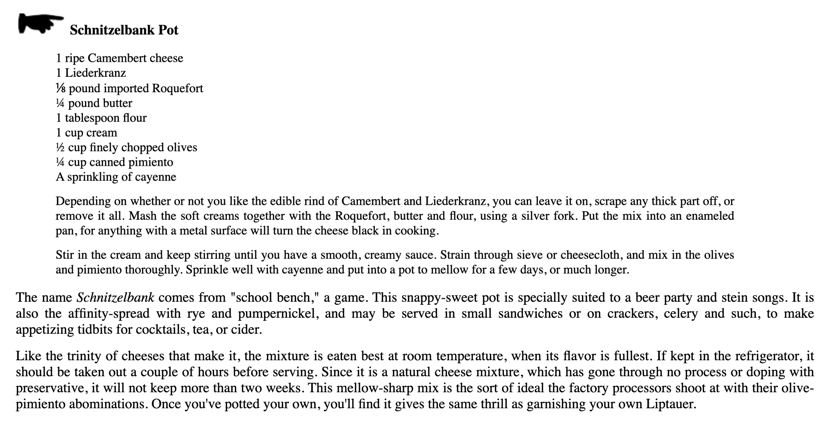 Schnitzelbank Pot
1 ripe Camembert cheese
1 Liederkranz
⅛ pound imported Roquefort
¼ pound butter
1 tablespoon flour
1 cup cream
½ cup finely chopped olives
¼ cup canned pimiento
A sprinkling of cayenne
Depending on whether or not you like the edible rind of Camembert and Liederkranz, you can leave it on, scrape any thick part off, or
remove it all. Mash the soft creams together with the Roquefort, butter and flour, using a silver fork. Put the mix into an enameled
pan, for anything with a metal surface will turn the cheese black in cooking.
Stir in the cream and keep stirring until you have a smooth, creamy sauce. Strain through sieve or cheesecloth, and mix in the olives
and pimiento thoroughly. Sprinkle well with cayenne and put into a pot to mellow for a few days, or much longer.
The name Schnitzelbank comes from "school bench," a game. This snappy-sweet pot is specially suited to a beer party and stein songs. It is
also the affinity-spread with rye and pumpernickel, and may be served in small sandwiches or on crackers, celery and such, to make
appetizing tidbits for cocktails, tea, or cider.
Like the trinity of cheeses that make it, the mixture is eaten best at room temperature, when its flavor is fullest. If kept in the refrigerator, it
should be taken out a couple of hours before serving. Since it is a natural cheese mixture, which has gone through no process or doping with
preservative, it will not keep more than two weeks. This mellow-sharp mix is the sort of ideal the factory processors shoot at with their olive-
pimiento abominations. Once you've potted your own, you'll find it gives the same thrill as garnishing your own Liptauer.